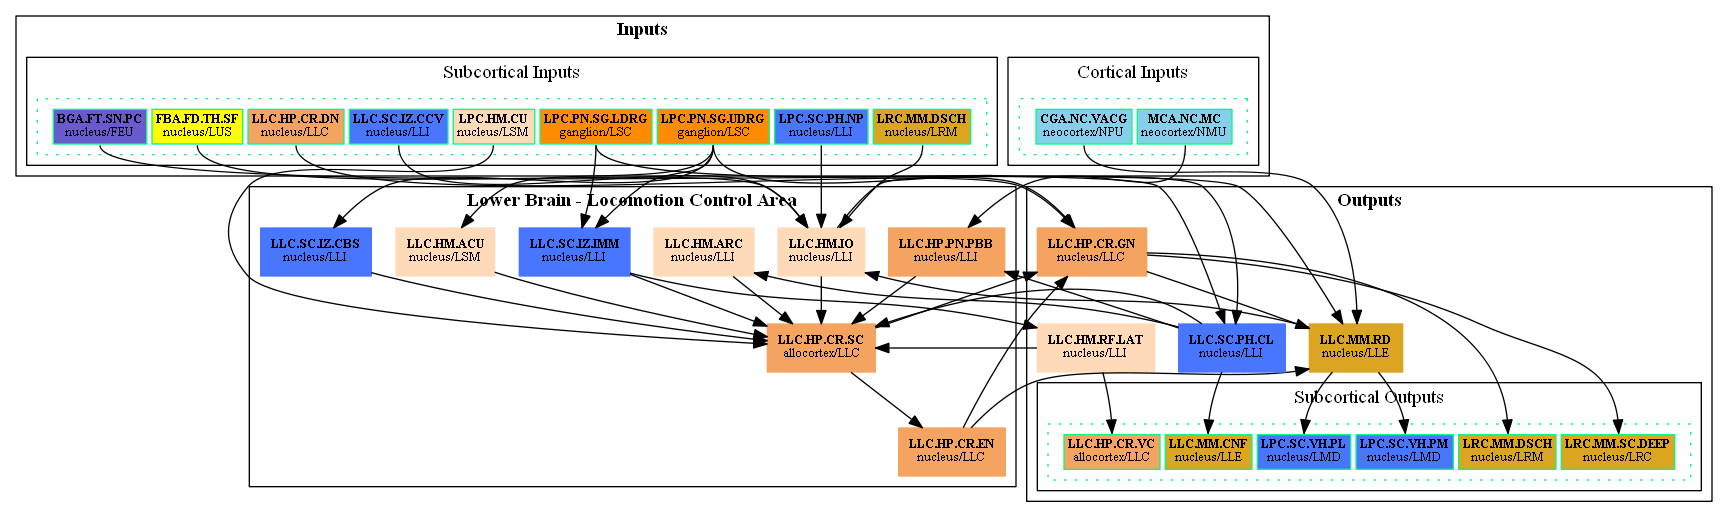 Inputs
Subcortical Inputs
Cortical Inputs
BGA.FT.SN.PC
nucleus/FEU
FBA.FD.TH.SF
nucleus/LUS
LLC.HP.CR.DN
nucleus/LLC
LLC.SC.IZ.CCV
nucleus/LLI
LPC.HM.CU
nucleus/LSM
LPC.PN.SG.LDRG
ganglion/LSC
LPC.PN.SG.UDRG
ganglion/LSC
LPC.SC.PH.NP
nucleus/LLI
LRC.MM.DSCH
nucleus/LRM
CGA.NC.VACG
neocortex/NPU
MCA.NC.MC
neocortex/NMU
Lower Brain - Locomotion Control Area
Outputs
LLC.SC.IZ.CBS
nucleus/LLI
LLC.HM.ACU
nucleus/LSM
LLC.SC.IZ.IMM
nucleus/LLI
LLC.HM.ARC
nucleus/LLI
LLC.HM.IO
nucleus/LLI
LLC.HP.PN.PBB
nucleus/LLI
LLC.HP.CR.GN
nucleus/LLC
LLC.HP.CR.SC
allocortex/LLC
LLC.HM.RF.LAT
nucleus/LLI
LLC.SC.PH.CL
nucleus/LLI
LLC.MM.RD
nucleus/LLE
Subcortical Outputs
LLC.HP.CR.EN
nucleus/LLC
LLC.HP.CR.VC
allocortex/LLC
LLC.MM.CNF
nucleus/LLE
LPC.SC.VH.PL
nucleus/LMD
LPC.SC.VH.PM
nucleus/LMD
LRC.MM.DSCH
nucleus/LRM
LRC.MM.SC.DEEP
nucleus/LRC